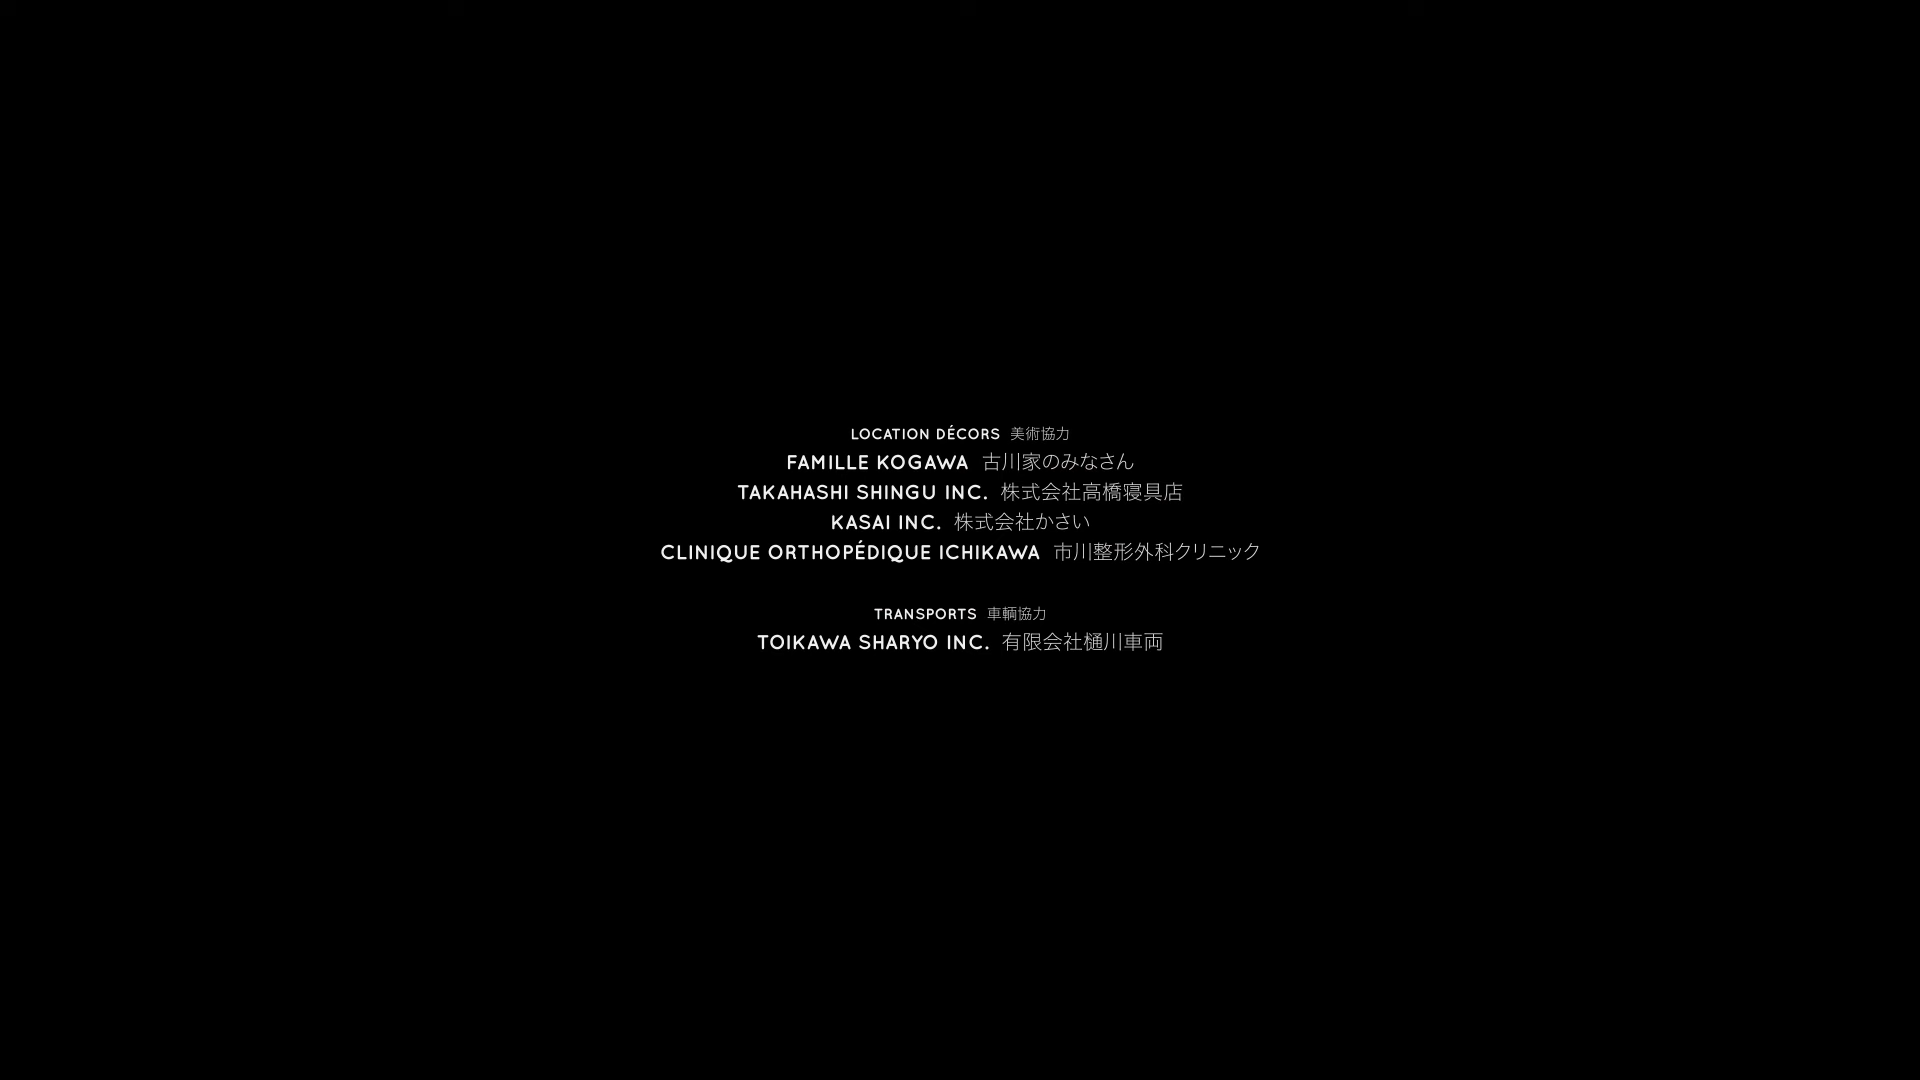 LOCATION DÉCORS 美術協力
FAMILLE KOGAWA 古川家のみなさん
TAKAHASHI SHINGU INC. 株式会社高橋寝具店
KASAI INC. 株式会社かさい
CLINIQUE ORTHOPÉDIQUE ICHIKAWA 市川整形外科クリニック
TRANSPORTS 車輌協力
TOIKAWA SHARYO INC. 有限会社樋川車両